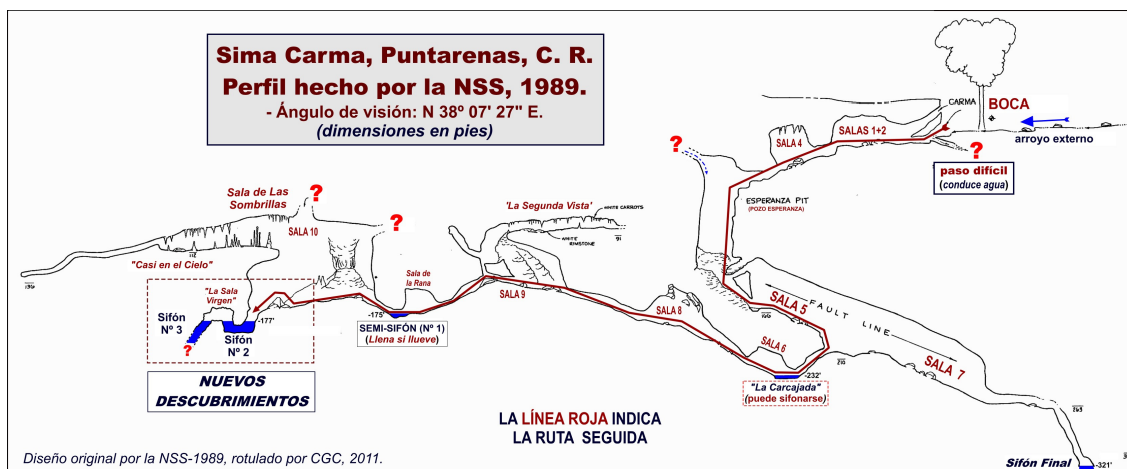 Sima Carma, Puntarenas, C. R.
Perfil hecho por la NSS, 1989.
- Ángulo de visión: N 38º 07' 27" E.
(dimensiones en pies)
CARMA
BOCA
arroyo externo
SALAS 1+2
SALA 4
?
?
paso difícil
(conduce agua)
ESPERANZA PIT
(POZO ESPERANZA)
Sala de Las
Sombrillas
?
?
SALA 10
'La Segunda Vista'
WHITE CARROYS
WHITE RIMSTONE
"Casi en el Cielo"
Sala de
la Rana
SALA 9
"La Sala
Virgen"
Sifón
Nº 3
-177'
Sifón
Nº 2
?
-175'
SEMI-SIFÓN (Nº 1)
(Llena si llueve)
SALA 8
SALA 6
SALA 5
FAULT LINE
SALA 7
-232'
"La Carcajada"
(puede sifonarse)
NUEVOS
DESCUBRIMIENTOS
LA LÍNEA ROJA INDICA
LA RUTA SEGUIDA
Sifón Final
-321'
Diseño original por la NSS-1989, rotulado por CGC, 2011.